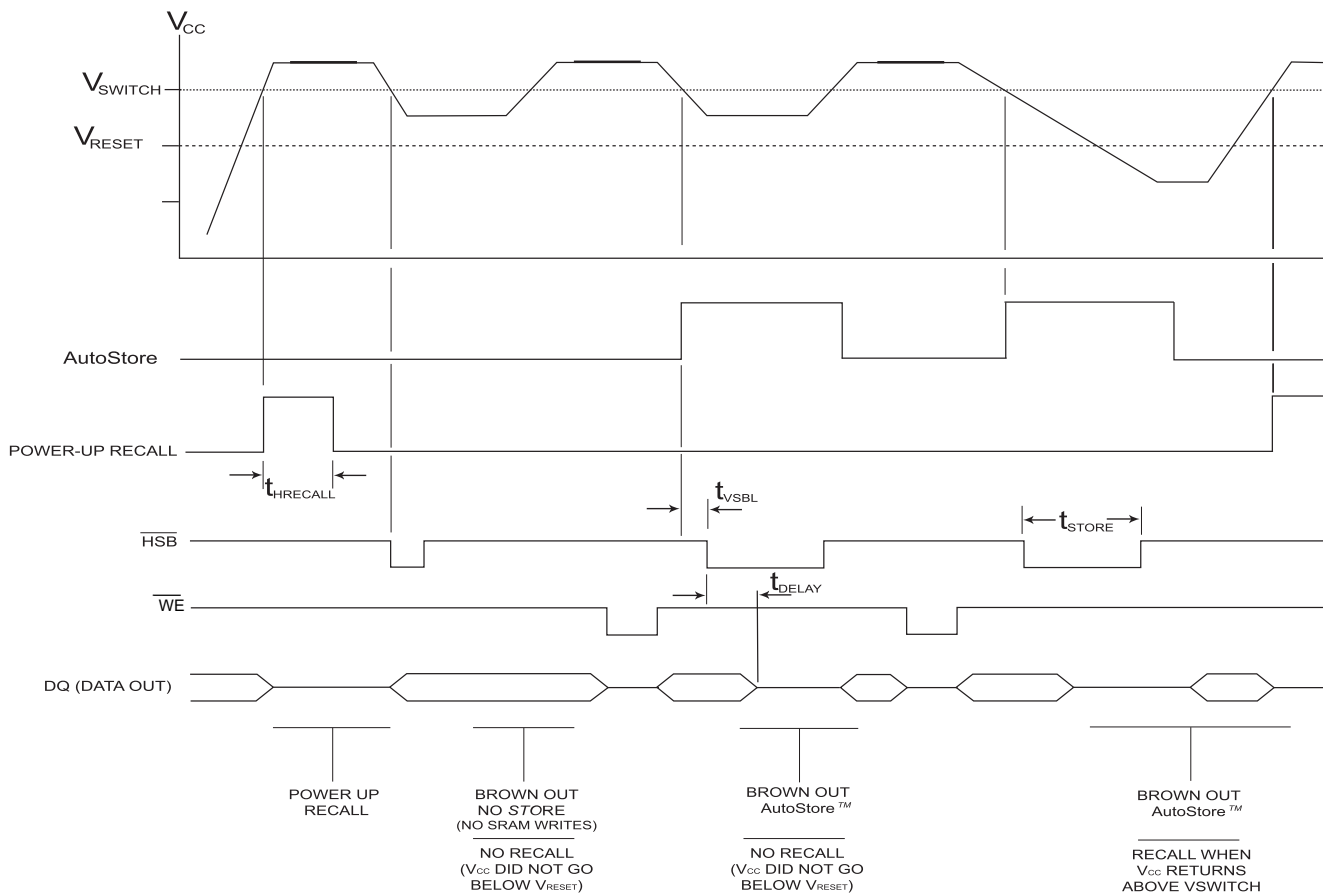 VCC
VSWITCH
VRESET
AutoStore
POWER-UP RECALL
tHRECALL
tVSBL
HSB
tSTORE
tDELAY
WE
DQ (DATA OUT)
POWER UP
RECALL
BROWN OUT
NO STORE
(NO SRAM WRITES)
NO RECALL
(VCC DID NOT GO
BELOW VRESET)
BROWN OUT
AutoStore™
NO RECALL
(VCC DID NOT GO
BELOW VRESET)
BROWN OUT
AutoStore™
RECALL WHEN
VCC RETURNS
ABOVE VSWITCH